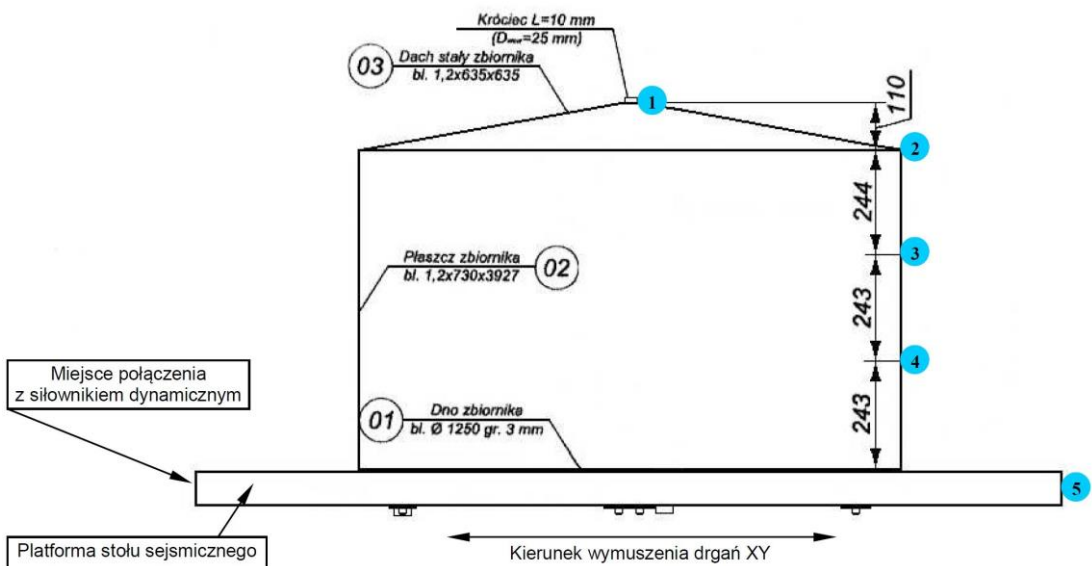 Króciec L=10 mm
(Dwew=25 mm)
03
Dach stały zbiornika
bl. 1,2x635x635
1
110
2
244
3
Płaszcz zbiornika
bl. 1,2x730x3927
02
243
4
Miejsce połączenia
z siłownikiem dynamicznym
01
Dno zbiornika
bl. Ø 1250 gr. 3 mm
243
5
Platforma stołu sejsmicznego
Kierunek wymuszenia drgań XY